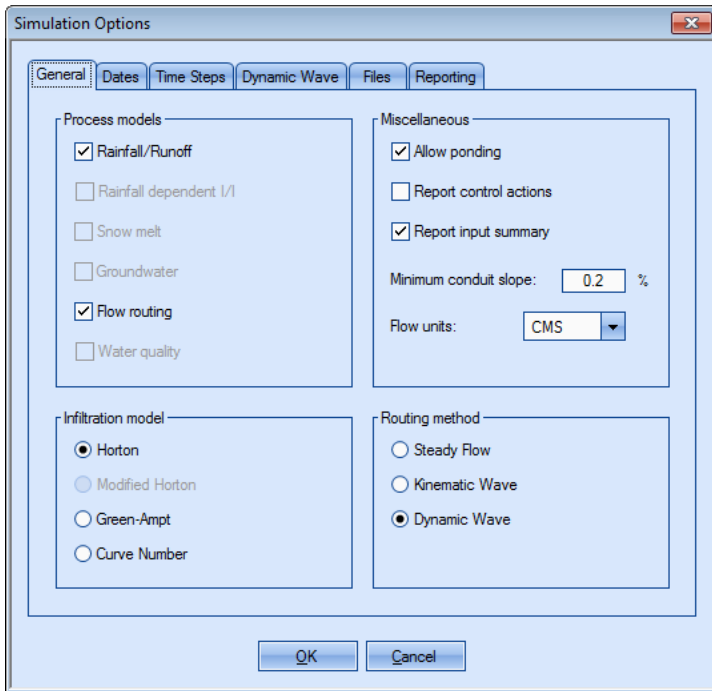 Simulation Options
General Dates Time Steps Dynamic Wave Files Reporting
Process models
Rainfall/Runoff
Rainfall dependent I/I
Snow melt
Groundwater
Flow routing
Water quality
Miscellaneous
Allow ponding
Report control actions
Report input summary
Minimum conduit slope: 0.2 %
Flow units: CMS
Infiltration model
Horton
Modified Horton
Green-Ampt
Curve Number
Routing method
Steady Flow
Kinematic Wave
Dynamic Wave
OK Cancel